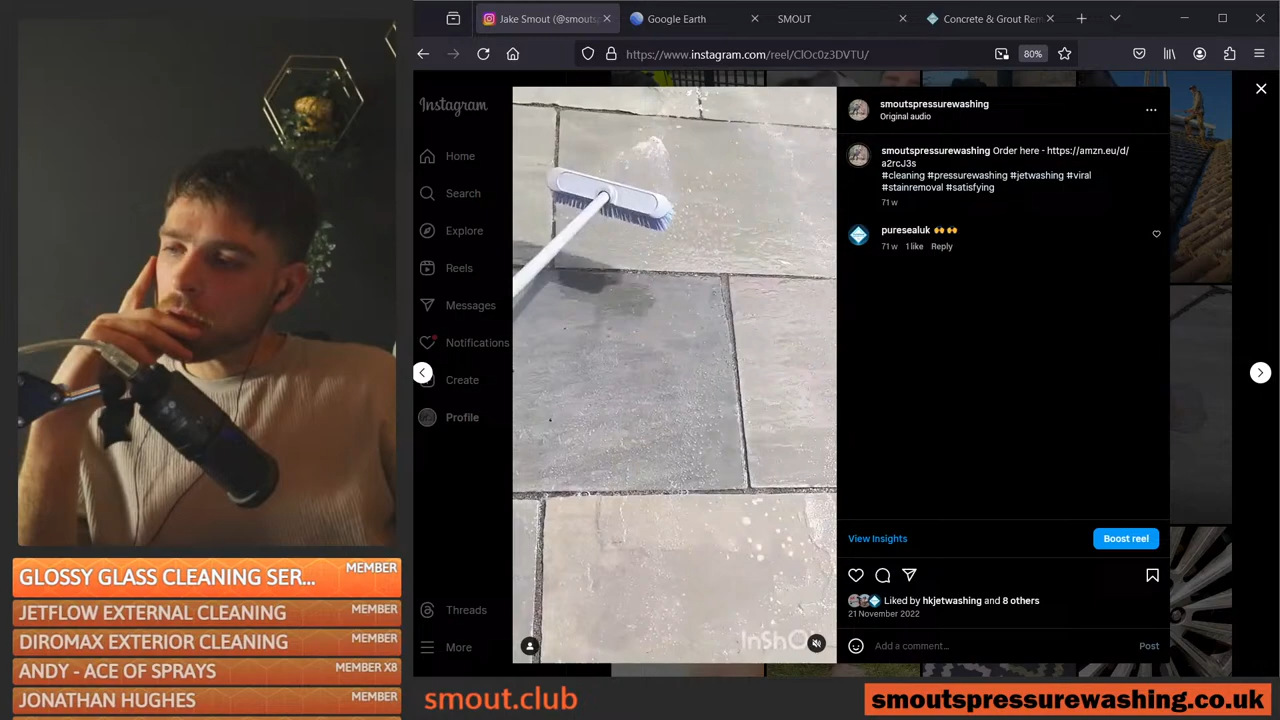 Jake Smout (@smouts
Google Earth
SMOUT
Concrete & Grout Rem
https://www.instagram.com/reel/ClOc0z3DVTU/
80%
Instagram
Home
Search
Explore
Reels
Messages
Notifications
Create
Profile
Threads
More
InShO
smoutspressurewashing
Original audio
smoutspressurewashing Order here - https://amzn.eu/d/
a2rcJ3s
#cleaning #pressurewashing #jetwashing #viral
#stainremoval #satisfying
71 w
puresealuk 🙌🙌
71 w 1 like Reply
View Insights
Boost reel
Liked by hkjetwashing and 8 others
21 November 2022
Add a comment...
Post
GLOSSY GLASS CLEANING SER... MEMBER
JETFLOW EXTERNAL CLEANING MEMBER
DIROMAX EXTERIOR CLEANING MEMBER
ANDY - ACE OF SPRAYS MEMBER X8
JONATHAN HUGHES MEMBER
smout.club
smoutspressurewashing.co.uk